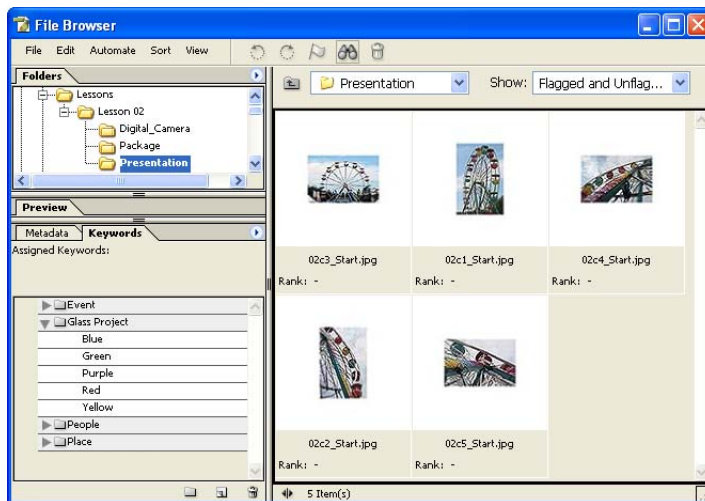 File Browser
File Edit Automate Sort View
Folders
Lessons
Lesson 02
Digital_Camera
Package
Presentation
Preview
Metadata Keywords
Assigned Keywords:
Event
Glass Project
Blue
Green
Purple
Red
Yellow
People
Place
Presentation Show: Flagged and Unflag...
02c3_Start.jpg 02c1_Start.jpg 02c4_Start.jpg
Rank: - Rank: - Rank: -
02c2_Start.jpg 02c5_Start.jpg
Rank: - Rank: -
5 Item(s)